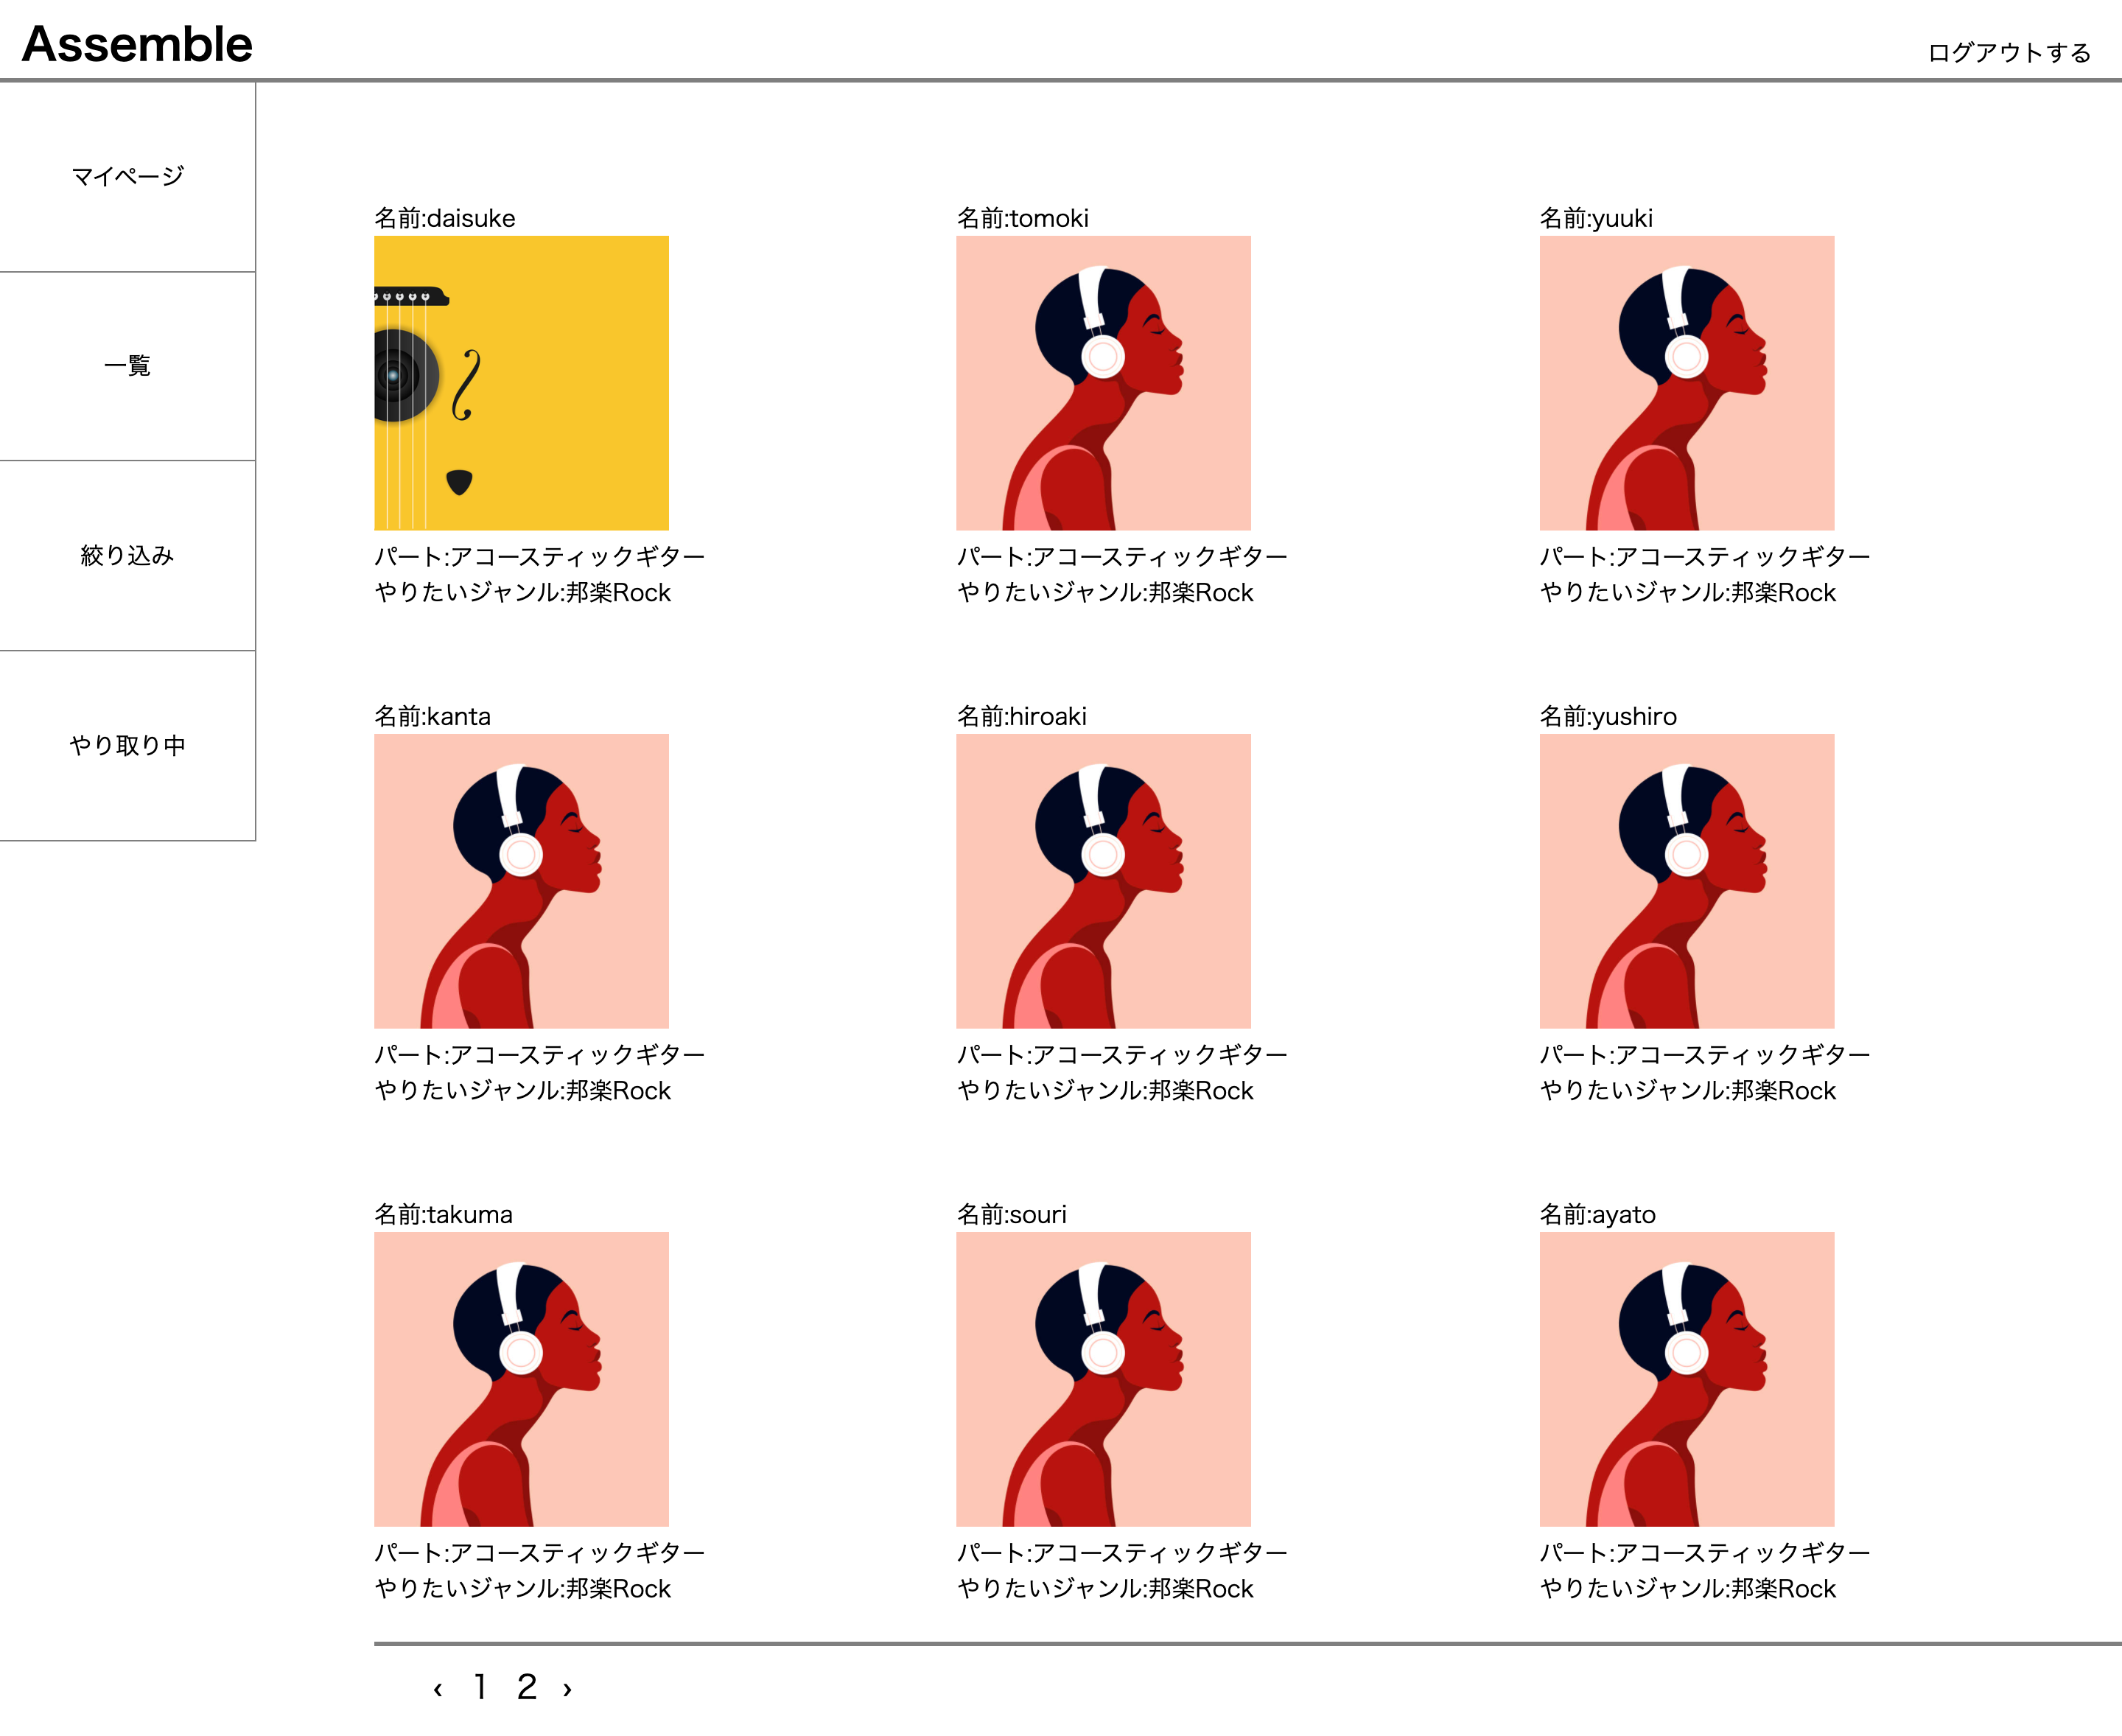 Assemble
ログアウトする
マイページ
一覧
絞り込み
やり取り中
名前:daisuke
パート:アコースティックギター
やりたいジャンル:邦楽Rock
名前:tomoki
パート:アコースティックギター
やりたいジャンル:邦楽Rock
名前:yuuki
パート:アコースティックギター
やりたいジャンル:邦楽Rock
名前:kanta
パート:アコースティックギター
やりたいジャンル:邦楽Rock
名前:hiroaki
パート:アコースティックギター
やりたいジャンル:邦楽Rock
名前:yushiro
パート:アコースティックギター
やりたいジャンル:邦楽Rock
名前:takuma
パート:アコースティックギター
やりたいジャンル:邦楽Rock
名前:souri
パート:アコースティックギター
やりたいジャンル:邦楽Rock
名前:ayato
パート:アコースティックギター
やりたいジャンル:邦楽Rock
‹ 1 2 ›